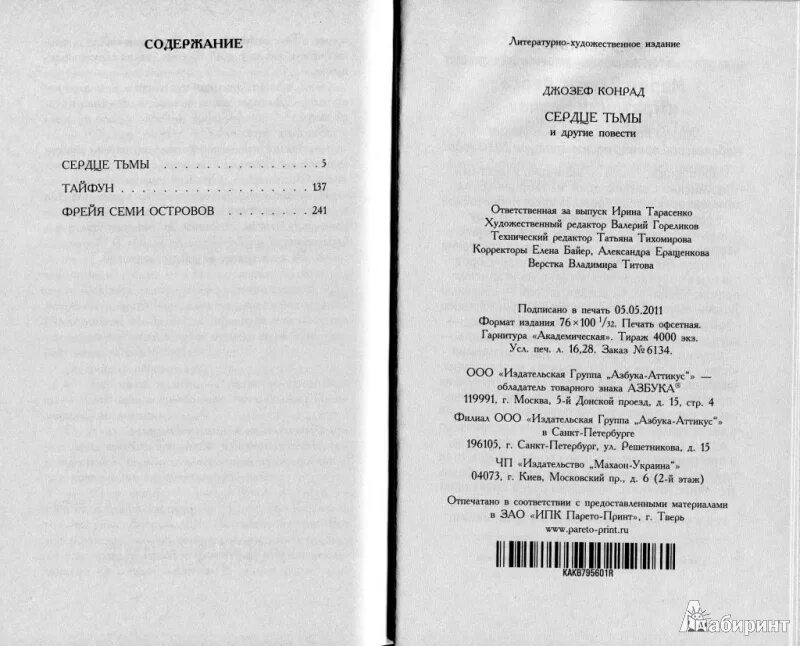 СОДЕРЖАНИЕ
СЕРДЦЕ ТЬМЫ . . . . . . . . . . . . . . . . . 5
ТАЙФУН . . . . . . . . . . . . . . . . . . . . 137
ФРЕЙЯ СЕМИ ОСТРОВОВ . . . . . . . . 241
Литературно-художественное издание
ДЖОЗЕФ КОНРАД
СЕРДЦЕ ТЬМЫ
и другие повести
Ответственная за выпуск Ирина Тарасенко
Художественный редактор Валерий Гореликов
Технический редактор Татьяна Тихомирова
Корректоры Елена Байер, Александра Еращенкова
Верстка Владимира Титова
Подписано в печать 05.05.2011
Формат издания 76×100 1/32. Печать офсетная.
Гарнитура «Академическая». Тираж 4000 экз.
Усл. печ. л. 16,28. Заказ № 6134.
ООО «Издательская Группа „Азбука-Аттикус“» —
обладатель товарного знака АЗБУКА®
119991, г. Москва, 5-й Донской проезд, д. 15, стр. 4
Филиал ООО «Издательская Группа „Азбука-Аттикус“»
в Санкт-Петербурге
196105, г. Санкт-Петербург, ул. Решетникова, д. 15
ЧП «Издательство „Махаон-Украина“»
04073, г. Киев, Московский пр., д. 6 (2-й этаж)
Отпечатано в соответствии с предоставленными материалами
в ЗАО «ИПК Парето-Принт», г. Тверь
www.pareto-print.ru
KAKB795601R
Лабиринт